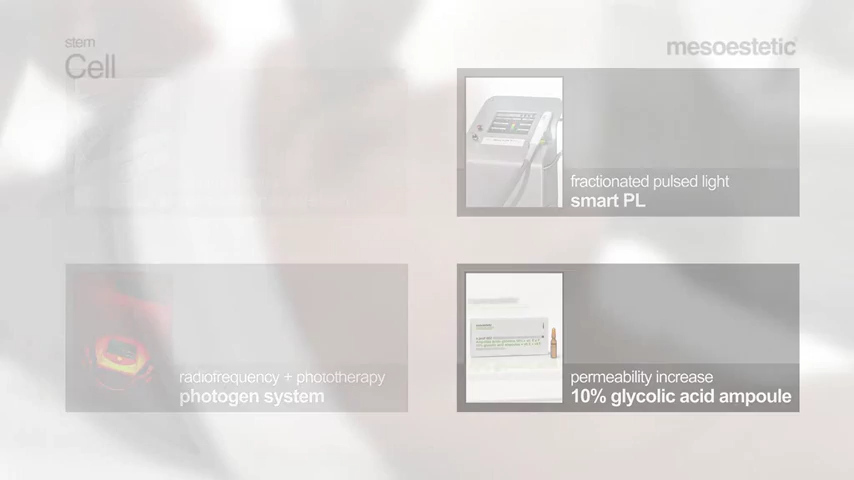 stem
Cell
mesoestetic
fractionated pulsed light
smart PL
radiofrequency + phototherapy
photogen system
permeability increase
10% glycolic acid ampoule